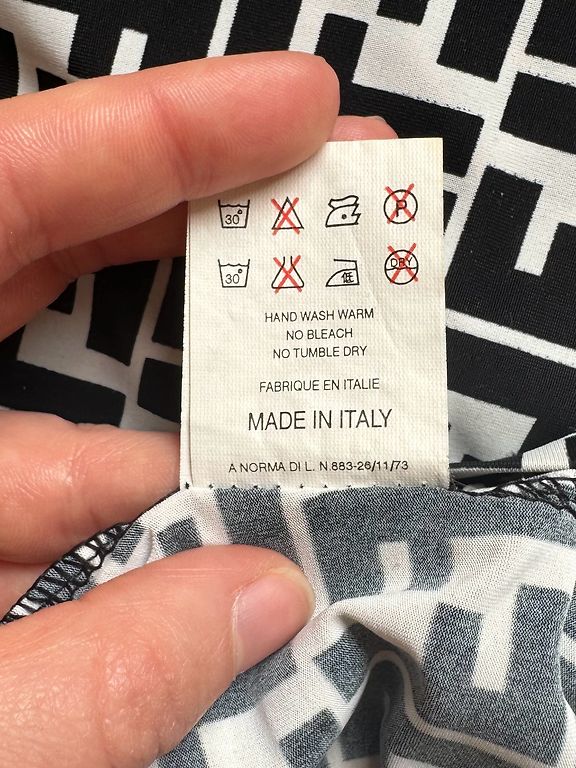 30° P
30° 低 DRY
HAND WASH WARM
NO BLEACH
NO TUMBLE DRY
FABRIQUE EN ITALIE
MADE IN ITALY
A NORMA DI L. N.883-26/11/73